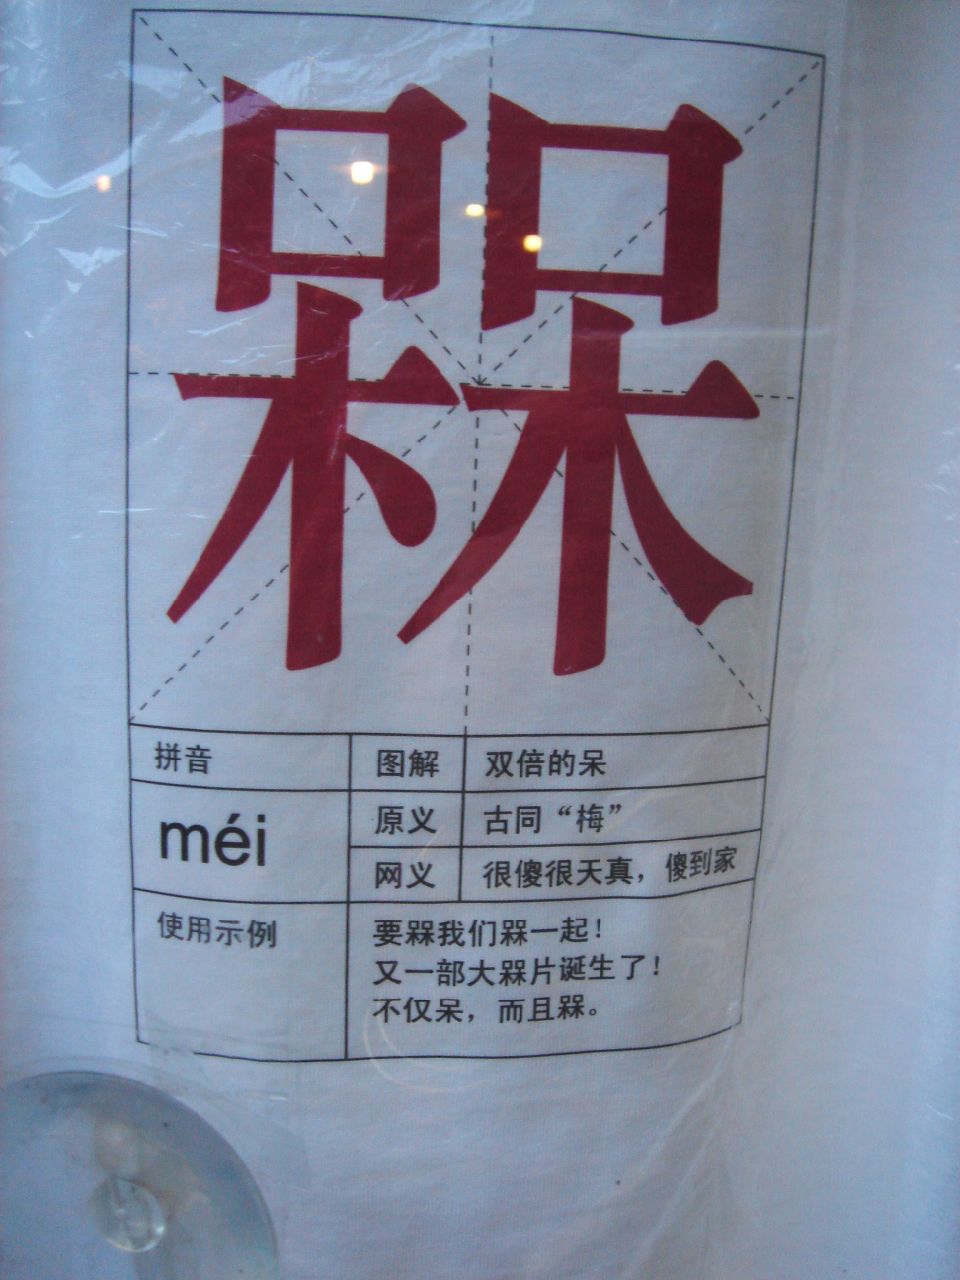 槑
拼音
图解 双倍的呆
méi
原义 古同“梅”
网义 很傻很天真，傻到家
使用示例
要槑我们槑一起！
又一部大槑片诞生了！
不仅呆，而且槑。